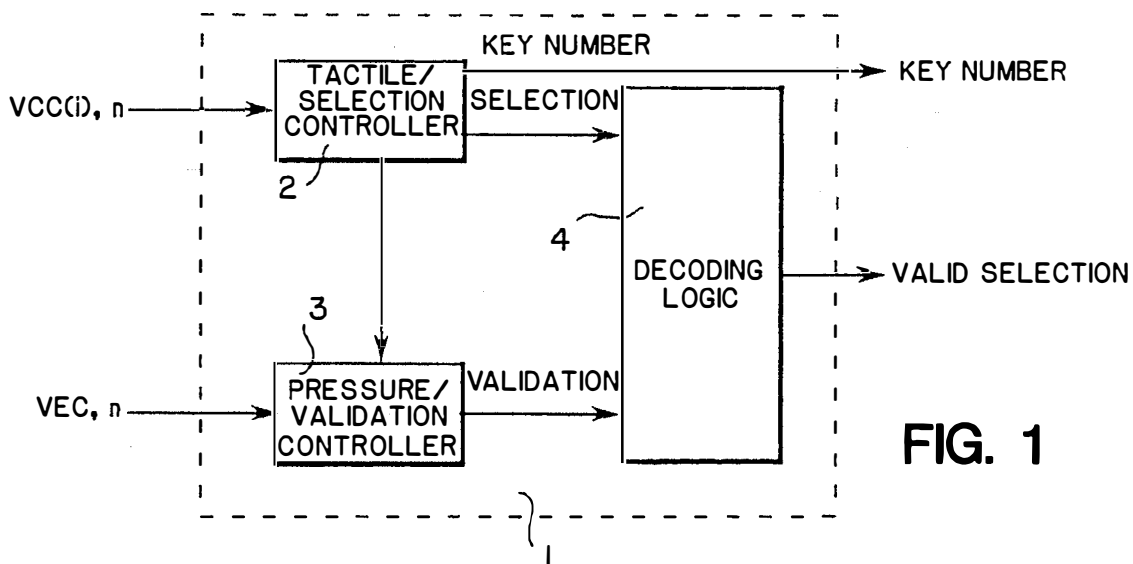 KEY NUMBER
KEY NUMBER
VCC(i), n
TACTILE/
SELECTION
CONTROLLER
SELECTION
2
4
DECODING
LOGIC
VALID SELECTION
3
VEC, n
PRESSURE/
VALIDATION
CONTROLLER
VALIDATION
FIG. 1
1